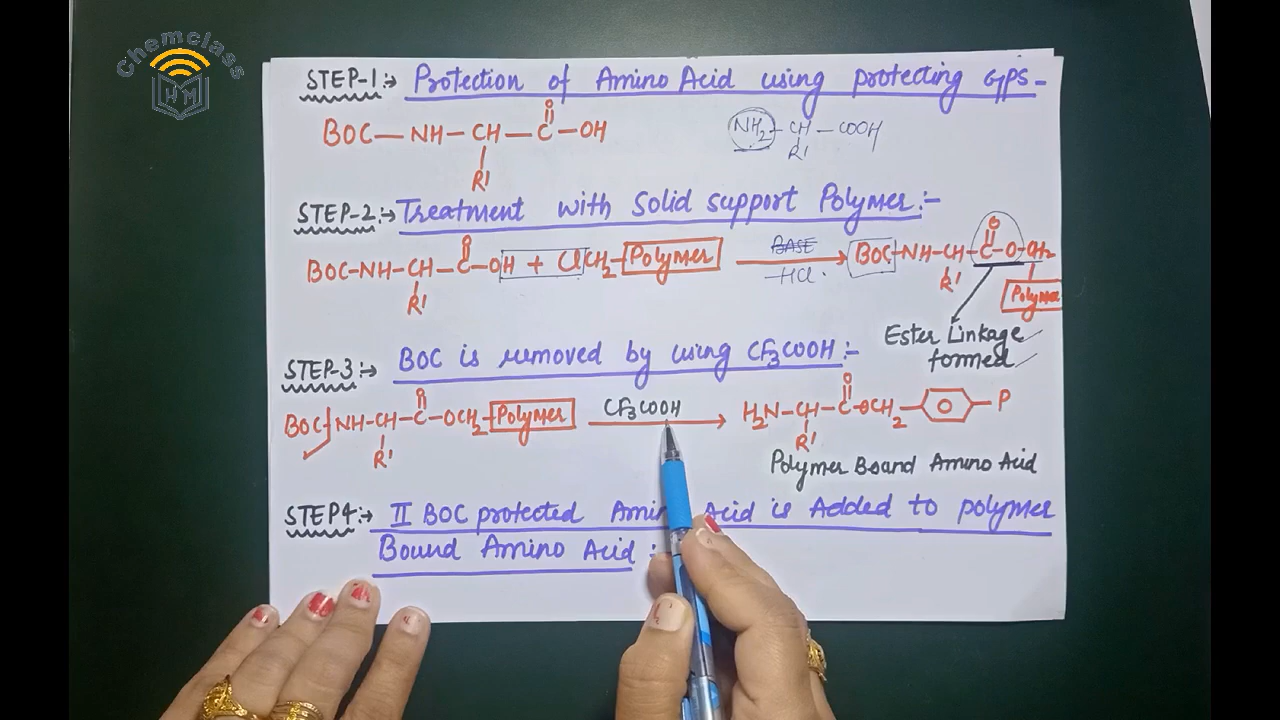 Chemclass
HM
STEP-1:→ Protection of Amino Acid using protecting GPS-
BOC—NH—CH—C—OH
O
R'
NH2—CH—COOH
R'
STEP-2:→ Treatment with Solid support Polymer:-
BOC-NH-CH-C-OH + ClCH2-Polymer
O
R'
BASE
-HCl.
BOC-NH-CH-C-O-CH2
O
R'
Polymer
Ester Linkage
formed
STEP-3:→ BOC is removed by using CF3COOH:-
BOC-NH-CH-C-OCH2-Polymer
O
R'
CF3COOH
H2N-CH-C-OCH2-P
O
R'
Polymer Bound Amino Acid
STEP4:→ II BOC protected Amino Acid is Added to polymer
Bound Amino Acid:-